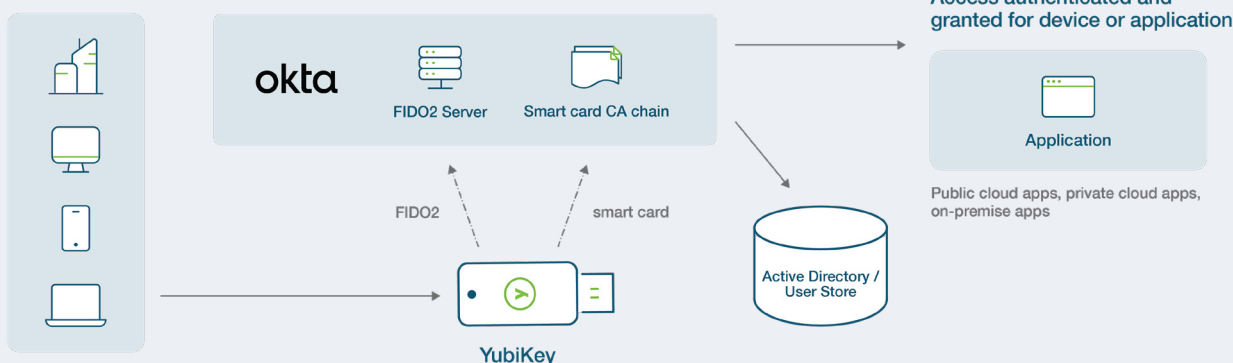 Access authenticated and
granted for device or application
okta
FIDO2 Server
Smart card CA chain
Application
FIDO2
smart card
Public cloud apps, private cloud apps,
on-premise apps
Active Directory /
User Store
YubiKey